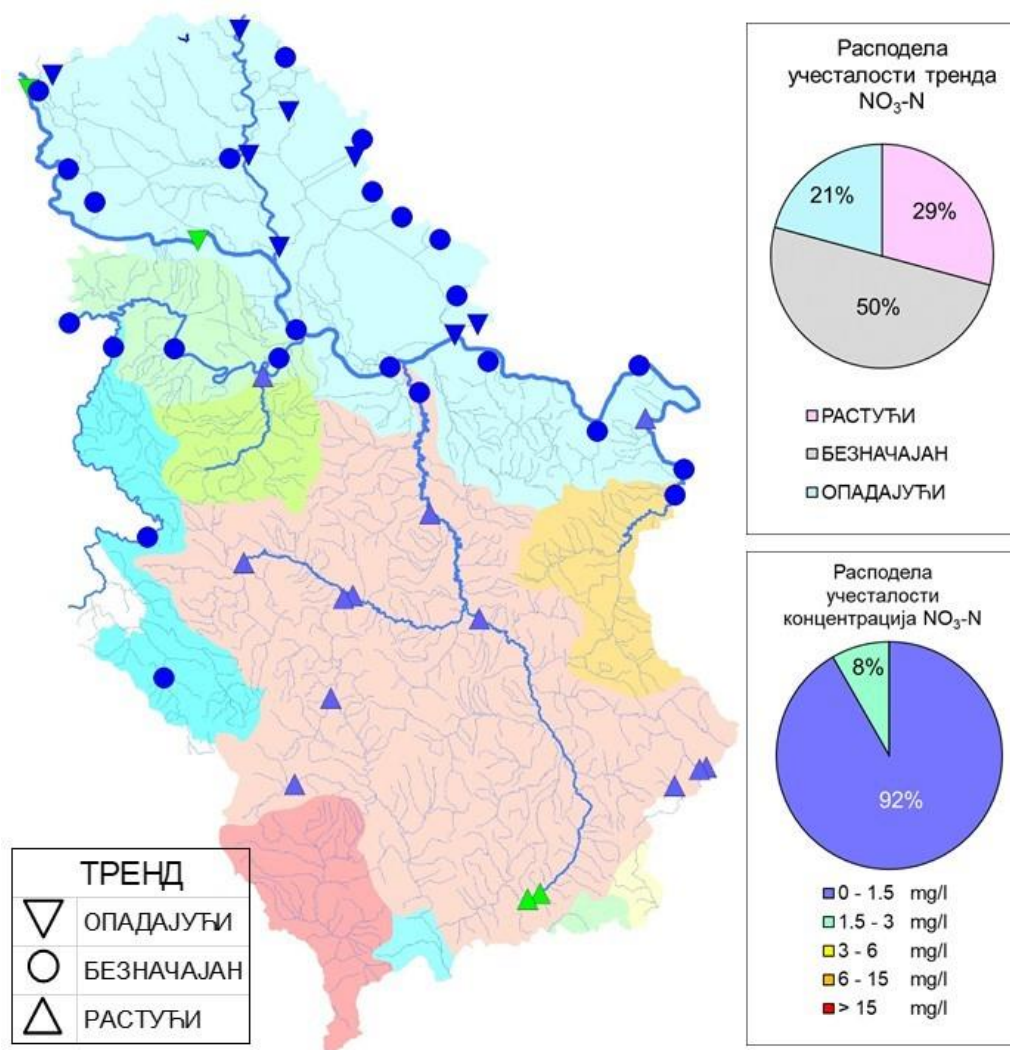 Расподела
учесталости тренда
NO₃-N
21%
29%
50%
РАСТУЋИ
БЕЗНАЧАЈАН
ОПАДАЈУЋИ
Расподела
учесталости
концентрација NO₃-N
8%
92%
0 - 1.5 mg/l
1.5 - 3 mg/l
3 - 6 mg/l
6 - 15 mg/l
> 15 mg/l
ТРЕНД
ОПАДАЈУЋИ
БЕЗНАЧАЈАН
РАСТУЋИ